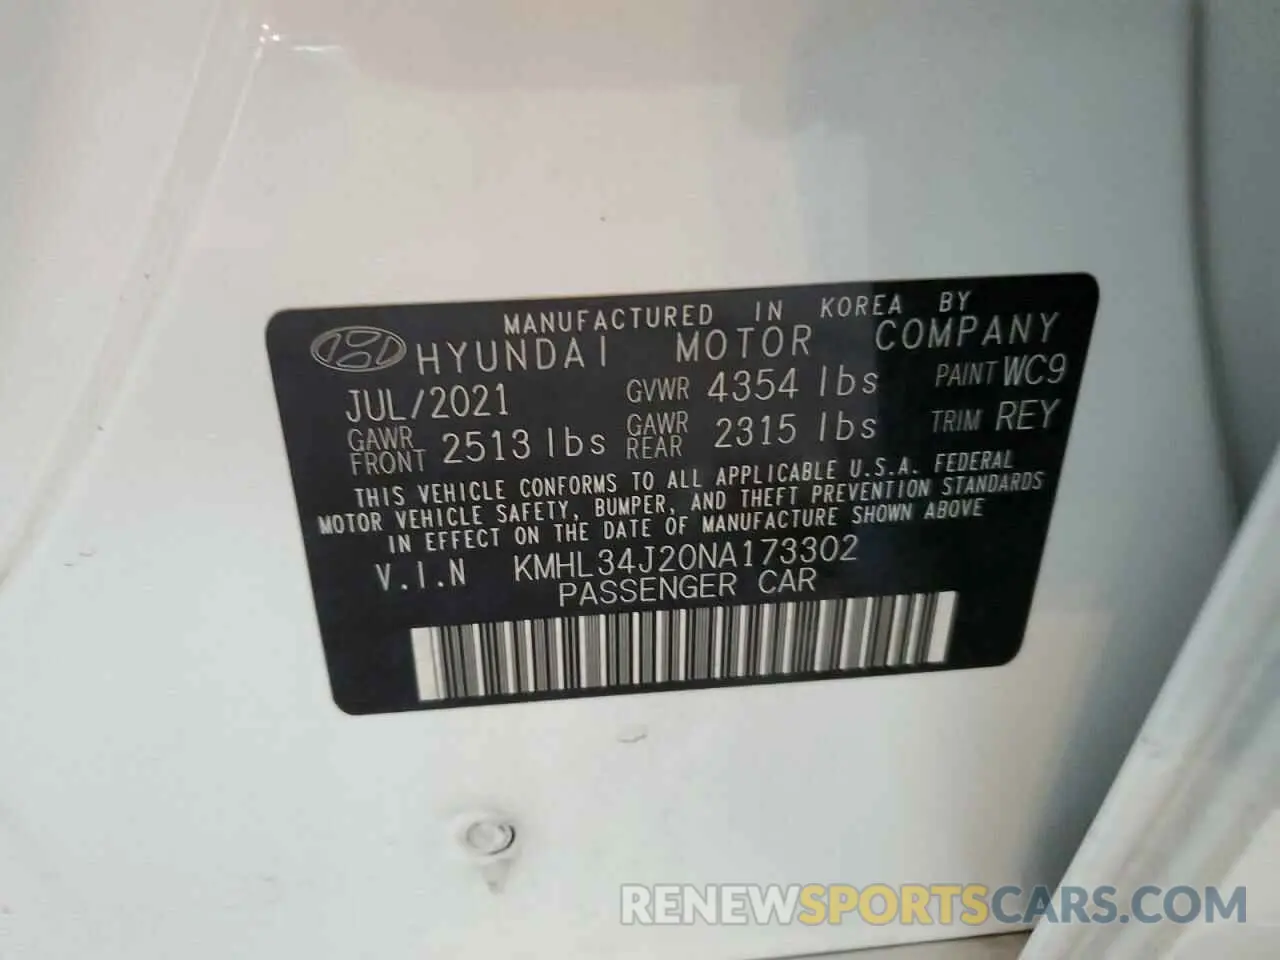 MANUFACTURED IN KOREA BY
HYUNDAI MOTOR COMPANY
JUL/2021 GVWR 4354 lbs PAINT WC9
GAWR FRONT 2513 lbs GAWR REAR 2315 lbs TRIM REY
THIS VEHICLE CONFORMS TO ALL APPLICABLE U.S.A. FEDERAL
MOTOR VEHICLE SAFETY, BUMPER, AND THEFT PREVENTION STANDARDS
IN EFFECT ON THE DATE OF MANUFACTURE SHOWN ABOVE
V.I.N KMHL34J20NA173302
PASSENGER CAR
RENEWSPORTSCARS.COM